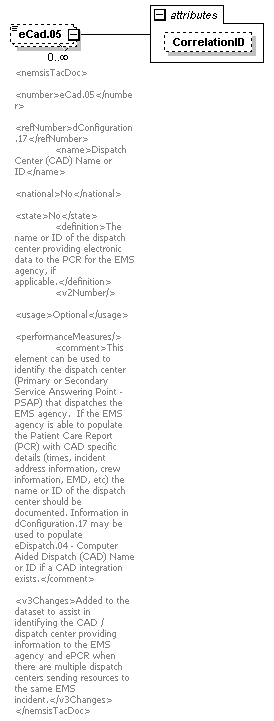 attributes
eCad.05
CorrelationID
0..∞
<nemsisTacDoc>
<number>eCad.05</numbe
r>
<refNumber>dConfiguration
.17</refNumber>
<name>Dispatch
Center (CAD) Name or
ID</name>
<national>No</national>
<state>No</state>
<definition>The
name or ID of the dispatch
center providing electronic
data to the PCR for the EMS
agency, if
applicable.</definition>
<v2Number/>
<usage>Optional</usage>
<performanceMeasures/>
<comment>This
element can be used to
identify the dispatch center
(Primary or Secondary
Service Answering Point -
PSAP) that dispatches the
EMS agency.  If the EMS
agency is able to populate
the Patient Care Report
(PCR) with CAD specific
details (times, incident
address information, crew
information, EMD, etc) the
name or ID of the dispatch
center should be
documented. Information in
dConfiguration.17 may be
used to populate
eDispatch.04 - Computer
Aided Dispatch (CAD) Name
or ID if a CAD integration
exists.</comment>
<v3Changes>Added to the
dataset to assist in
identifying the CAD /
dispatch center providing
information to the EMS
agency and ePCR when
there are multiple dispatch
centers sending resources to
the same EMS
incident.</v3Changes>
</nemsisTacDoc>